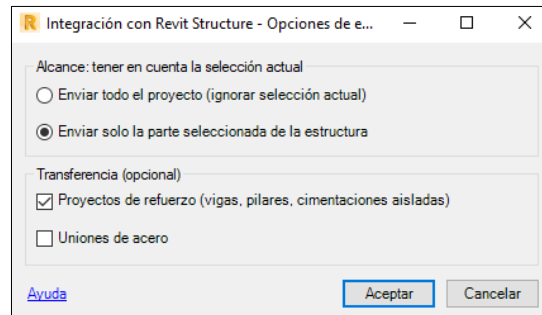 R Integración con Revit Structure - Opciones de e...
Alcance: tener en cuenta la selección actual
Enviar todo el proyecto (ignorar selección actual)
Enviar solo la parte seleccionada de la estructura
Transferencia (opcional)
Proyectos de refuerzo (vigas, pilares, cimentaciones aisladas)
Uniones de acero
Ayuda
Aceptar
Cancelar